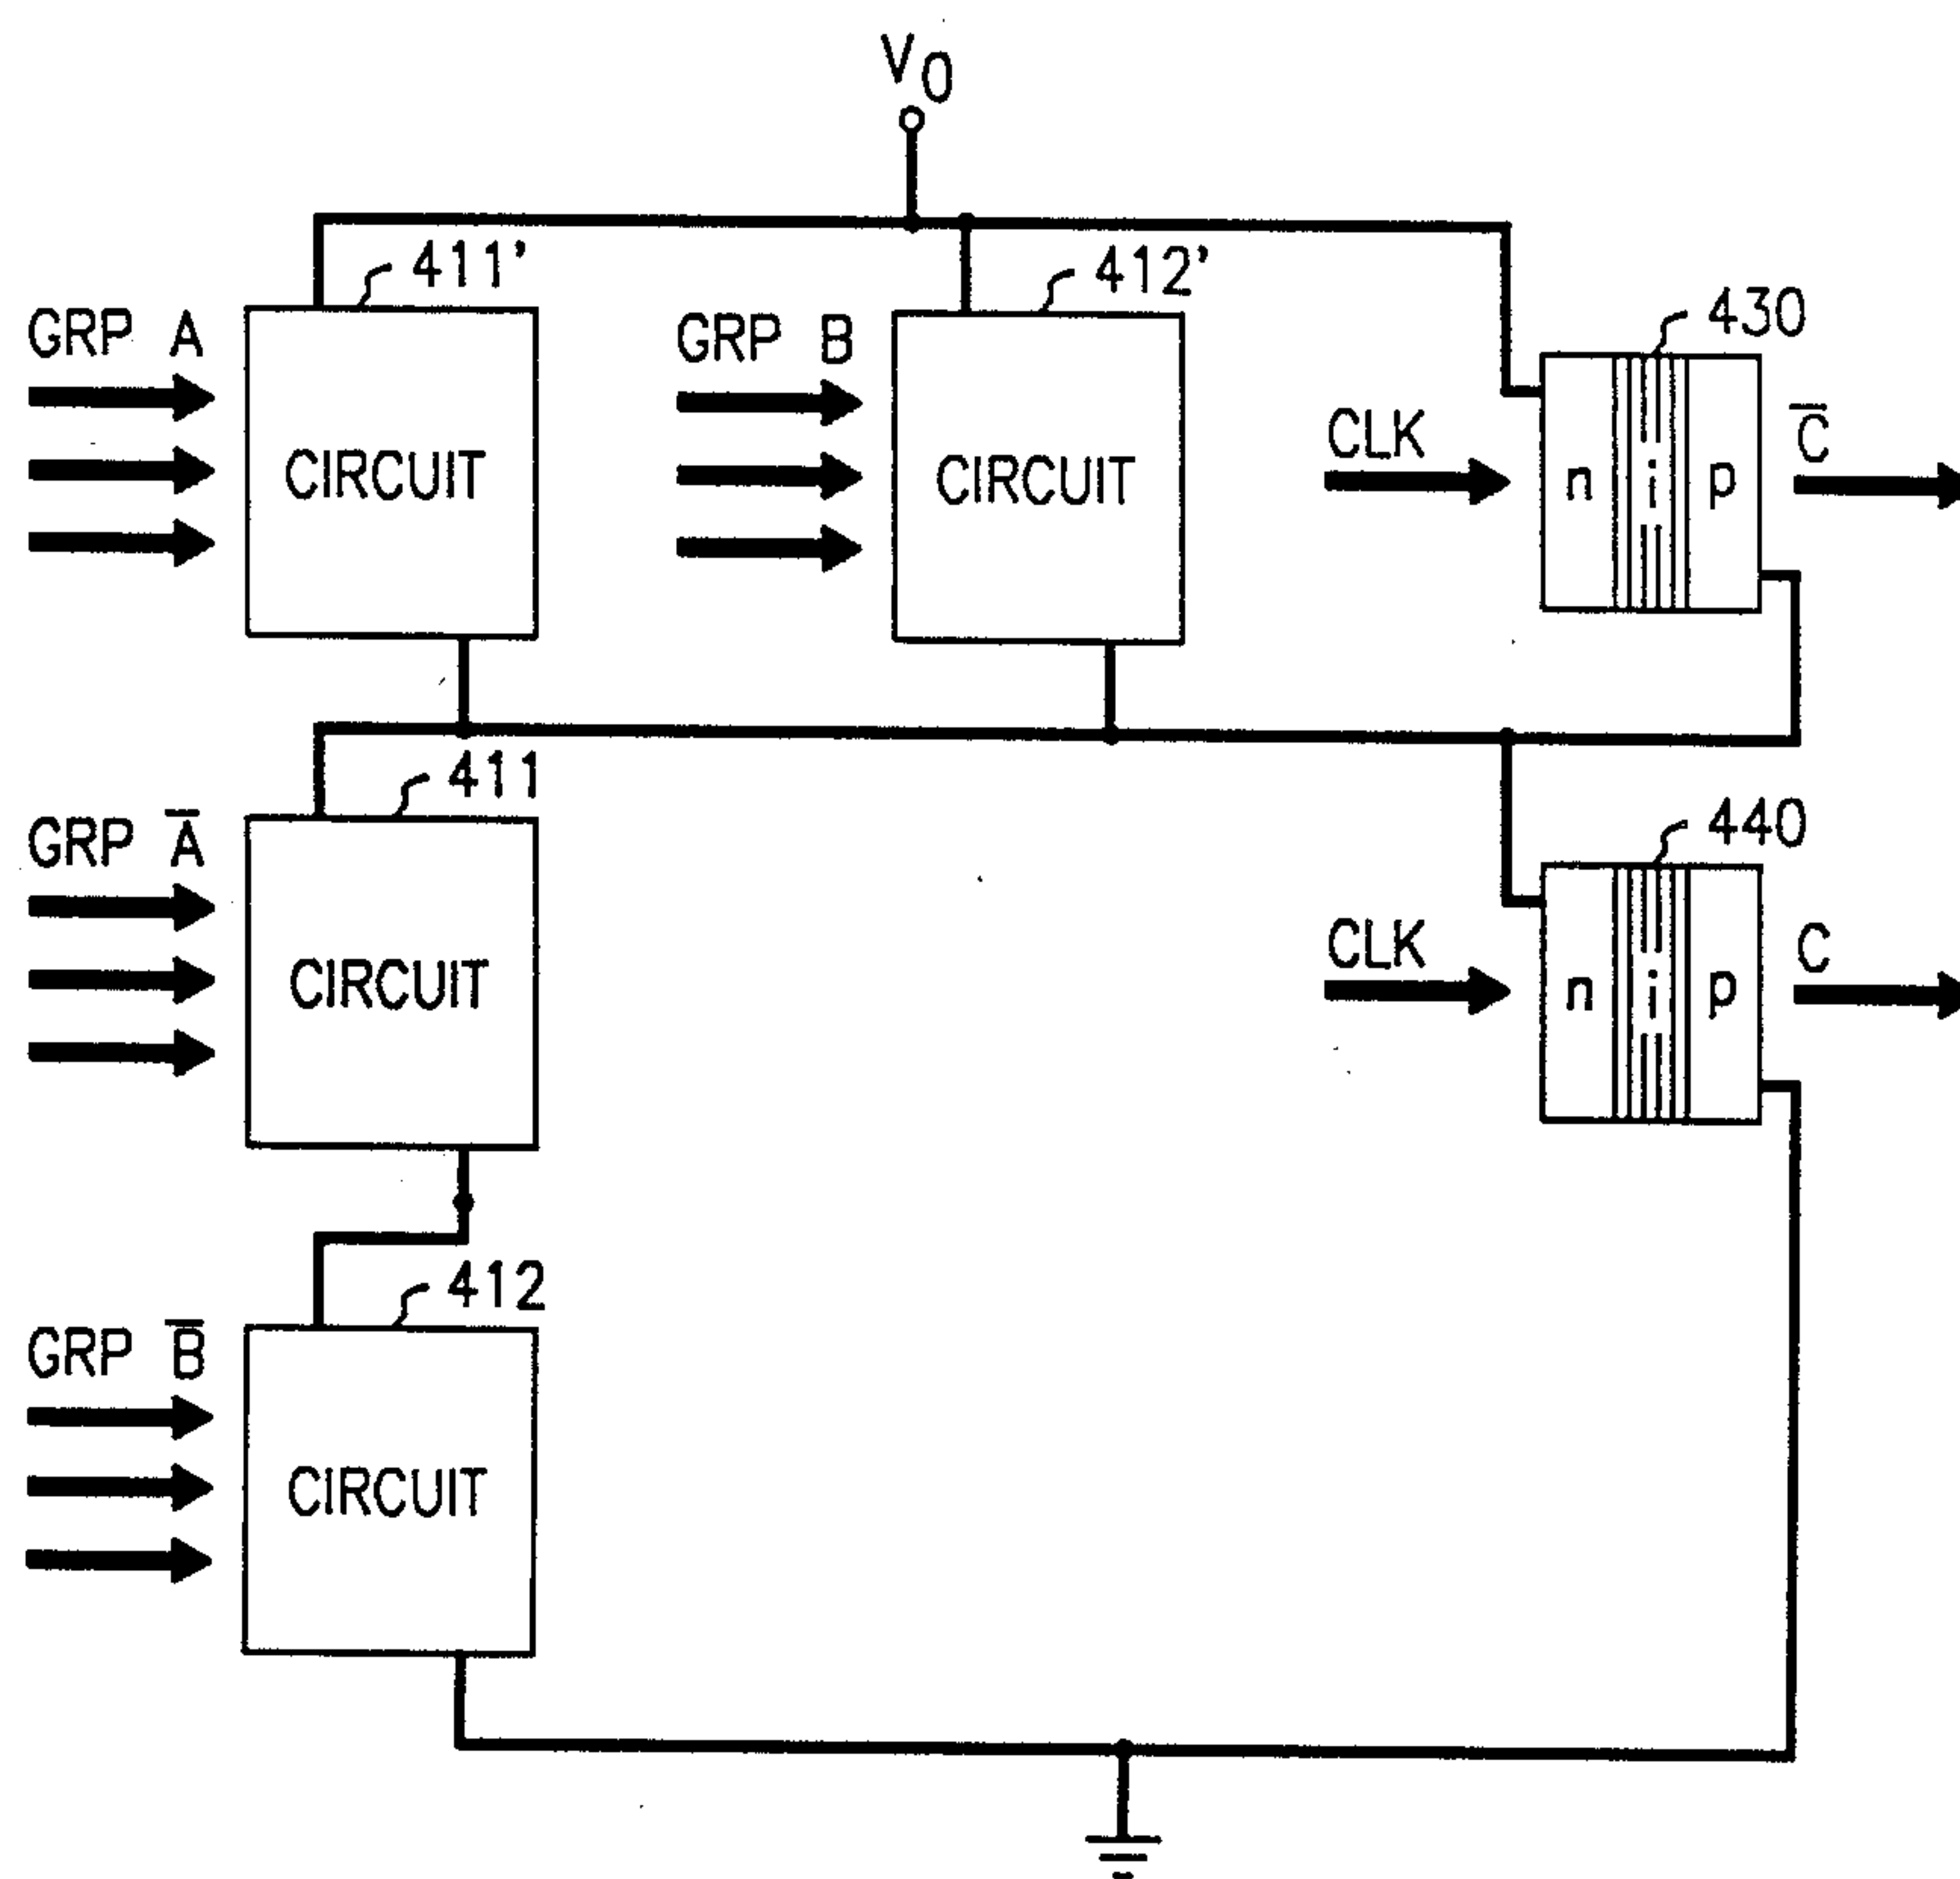 V0
411'
412'
430
GRP A
GRP B
CLK
C̅
CIRCUIT
CIRCUIT
n i p
411
440
GRP A̅
CLK
C
CIRCUIT
n i p
412
GRP B̅
CIRCUIT